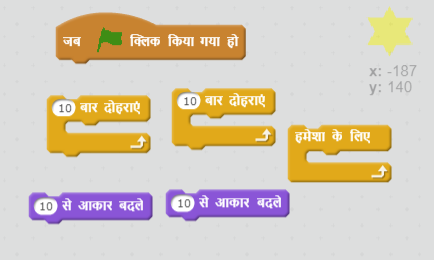 जब क्लिक किया गया हो
x: -187
y: 140
10 बार दोहराएं
10 बार दोहराएं
हमेशा के लिए
10 से आकार बदले
10 से आकार बदले